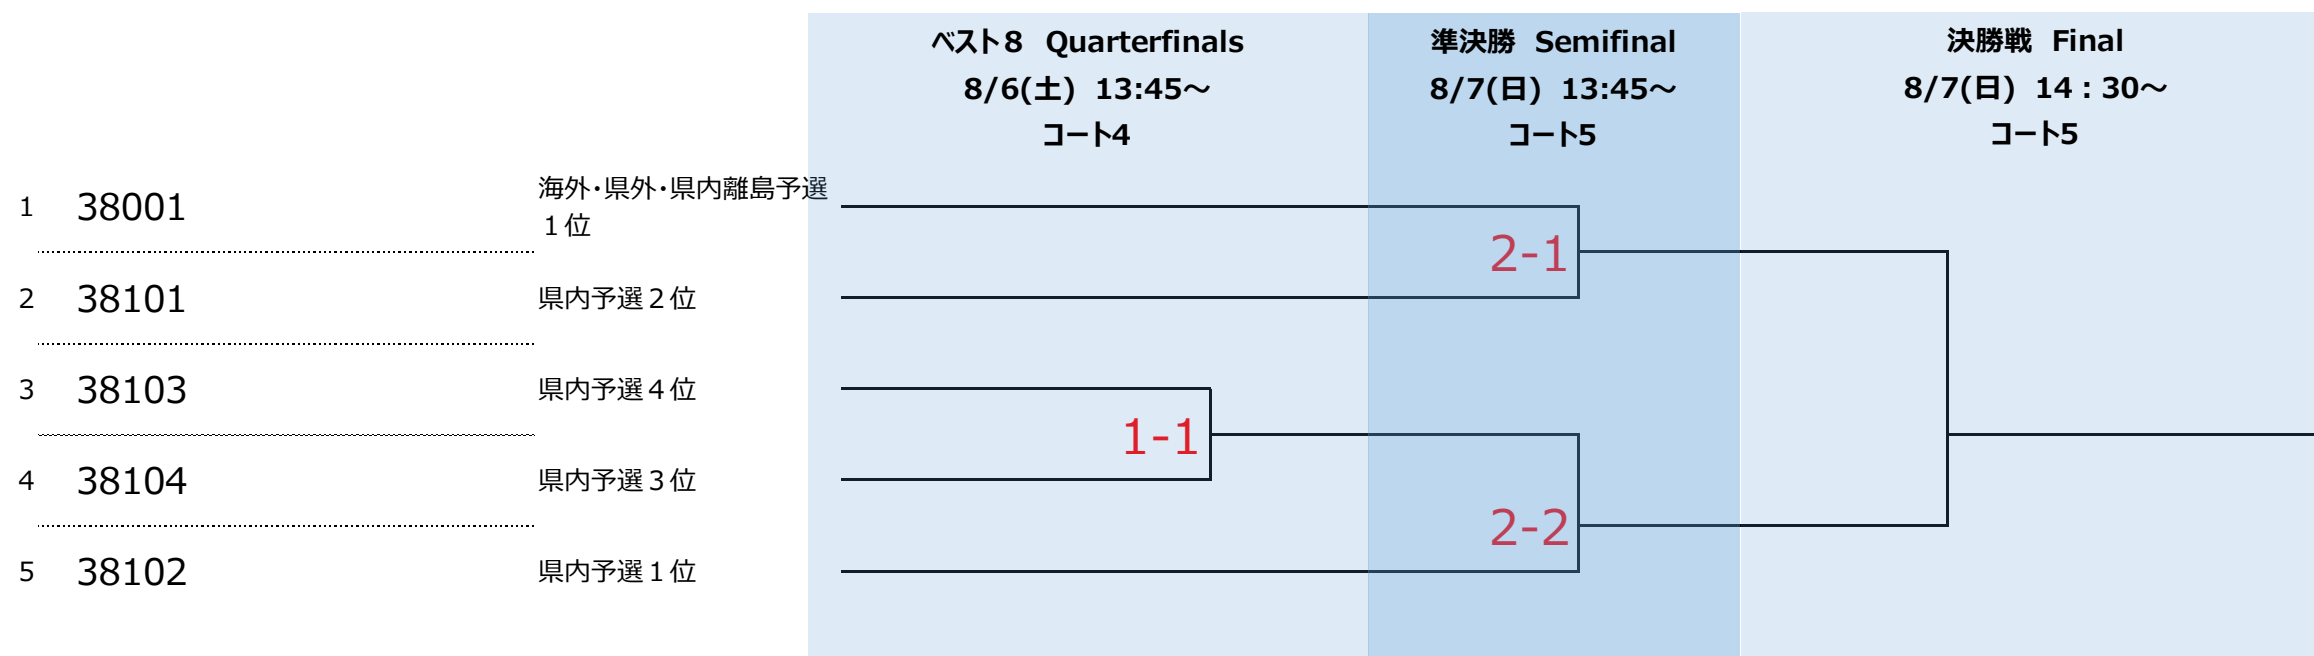 ベスト8 Quarterfinals
8/6(土) 13:45～
コート4
準決勝 Semifinal
8/7(日) 13:45～
コート5
決勝戦 Final
8/7(日) 14：30～
コート5
1 38001 海外・県外・県内離島予選
１位
2-1
2 38101 県内予選２位
3 38103 県内予選４位
1-1
4 38104 県内予選３位
2-2
5 38102 県内予選１位